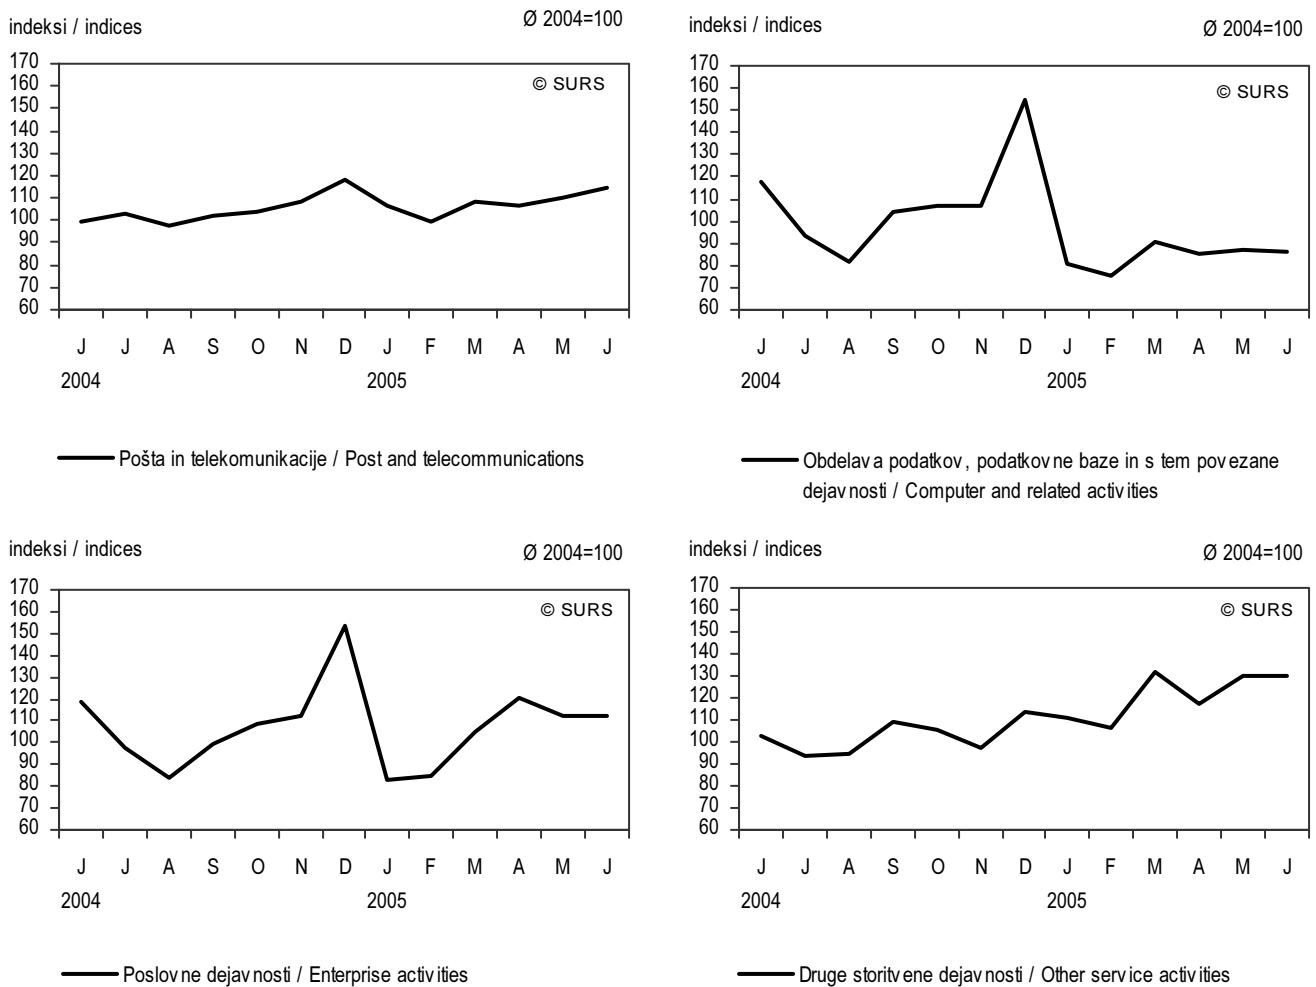 indeksi / indices
Ø 2004=100
170
160
150
140
130
120
110
100
90
80
70
60
© SURS
J J A S O N D J F M A M J
2004 2005
Pošta in telekomunikacije / Post and telecommunications
indeksi / indices
Ø 2004=100
170
160
150
140
130
120
110
100
90
80
70
60
© SURS
J J A S O N D J F M A M J
2004 2005
Obdelava podatkov, podatkovne baze in s tem povezane
dejavnosti / Computer and related activities
indeksi / indices
Ø 2004=100
170
160
150
140
130
120
110
100
90
80
70
60
© SURS
J J A S O N D J F M A M J
2004 2005
Poslovne dejavnosti / Enterprise activities
indeksi / indices
Ø 2004=100
170
160
150
140
130
120
110
100
90
80
70
60
© SURS
J J A S O N D J F M A M J
2004 2005
Druge storitvene dejavnosti / Other service activities